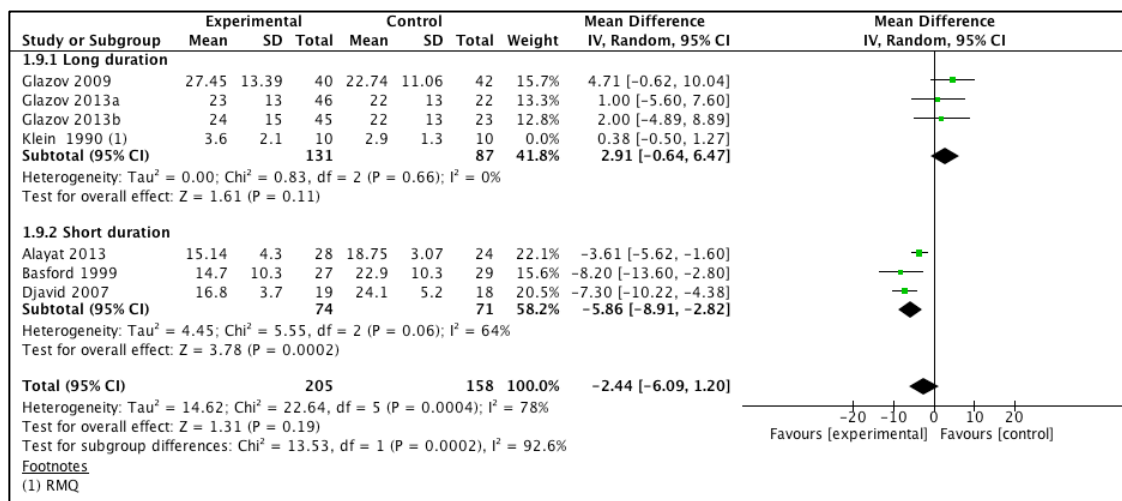 Experimental Control Mean Difference Mean Difference
Study or Subgroup Mean SD Total Mean SD Total Weight IV, Random, 95% CI IV, Random, 95% CI
1.9.1 Long duration
Glazov 2009 27.45 13.39 40 22.74 11.06 42 15.7% 4.71 [-0.62, 10.04]
Glazov 2013a 23 13 46 22 13 22 13.3% 1.00 [-5.60, 7.60]
Glazov 2013b 24 15 45 22 13 23 12.8% 2.00 [-4.89, 8.89]
Klein 1990 (1) 3.6 2.1 10 2.9 1.3 10 0.0% 0.38 [-0.50, 1.27]
Subtotal (95% CI) 131 87 41.8% 2.91 [-0.64, 6.47]
Heterogeneity: Tau² = 0.00; Chi² = 0.83, df = 2 (P = 0.66); I² = 0%
Test for overall effect: Z = 1.61 (P = 0.11)
1.9.2 Short duration
Alayat 2013 15.14 4.3 28 18.75 3.07 24 22.1% -3.61 [-5.62, -1.60]
Basford 1999 14.7 10.3 27 22.9 10.3 29 15.6% -8.20 [-13.60, -2.80]
Djavid 2007 16.8 3.7 19 24.1 5.2 18 20.5% -7.30 [-10.22, -4.38]
Subtotal (95% CI) 74 71 58.2% -5.86 [-8.91, -2.82]
Heterogeneity: Tau² = 4.45; Chi² = 5.55, df = 2 (P = 0.06); I² = 64%
Test for overall effect: Z = 3.78 (P = 0.0002)
Total (95% CI) 205 158 100.0% -2.44 [-6.09, 1.20]
Heterogeneity: Tau² = 14.62; Chi² = 22.64, df = 5 (P = 0.0004); I² = 78%
Test for overall effect: Z = 1.31 (P = 0.19)
Test for subgroup differences: Chi² = 13.53, df = 1 (P = 0.0002), I² = 92.6%
-20 -10 0 10 20
Favours [experimental] Favours [control]
Footnotes
(1) RMQ